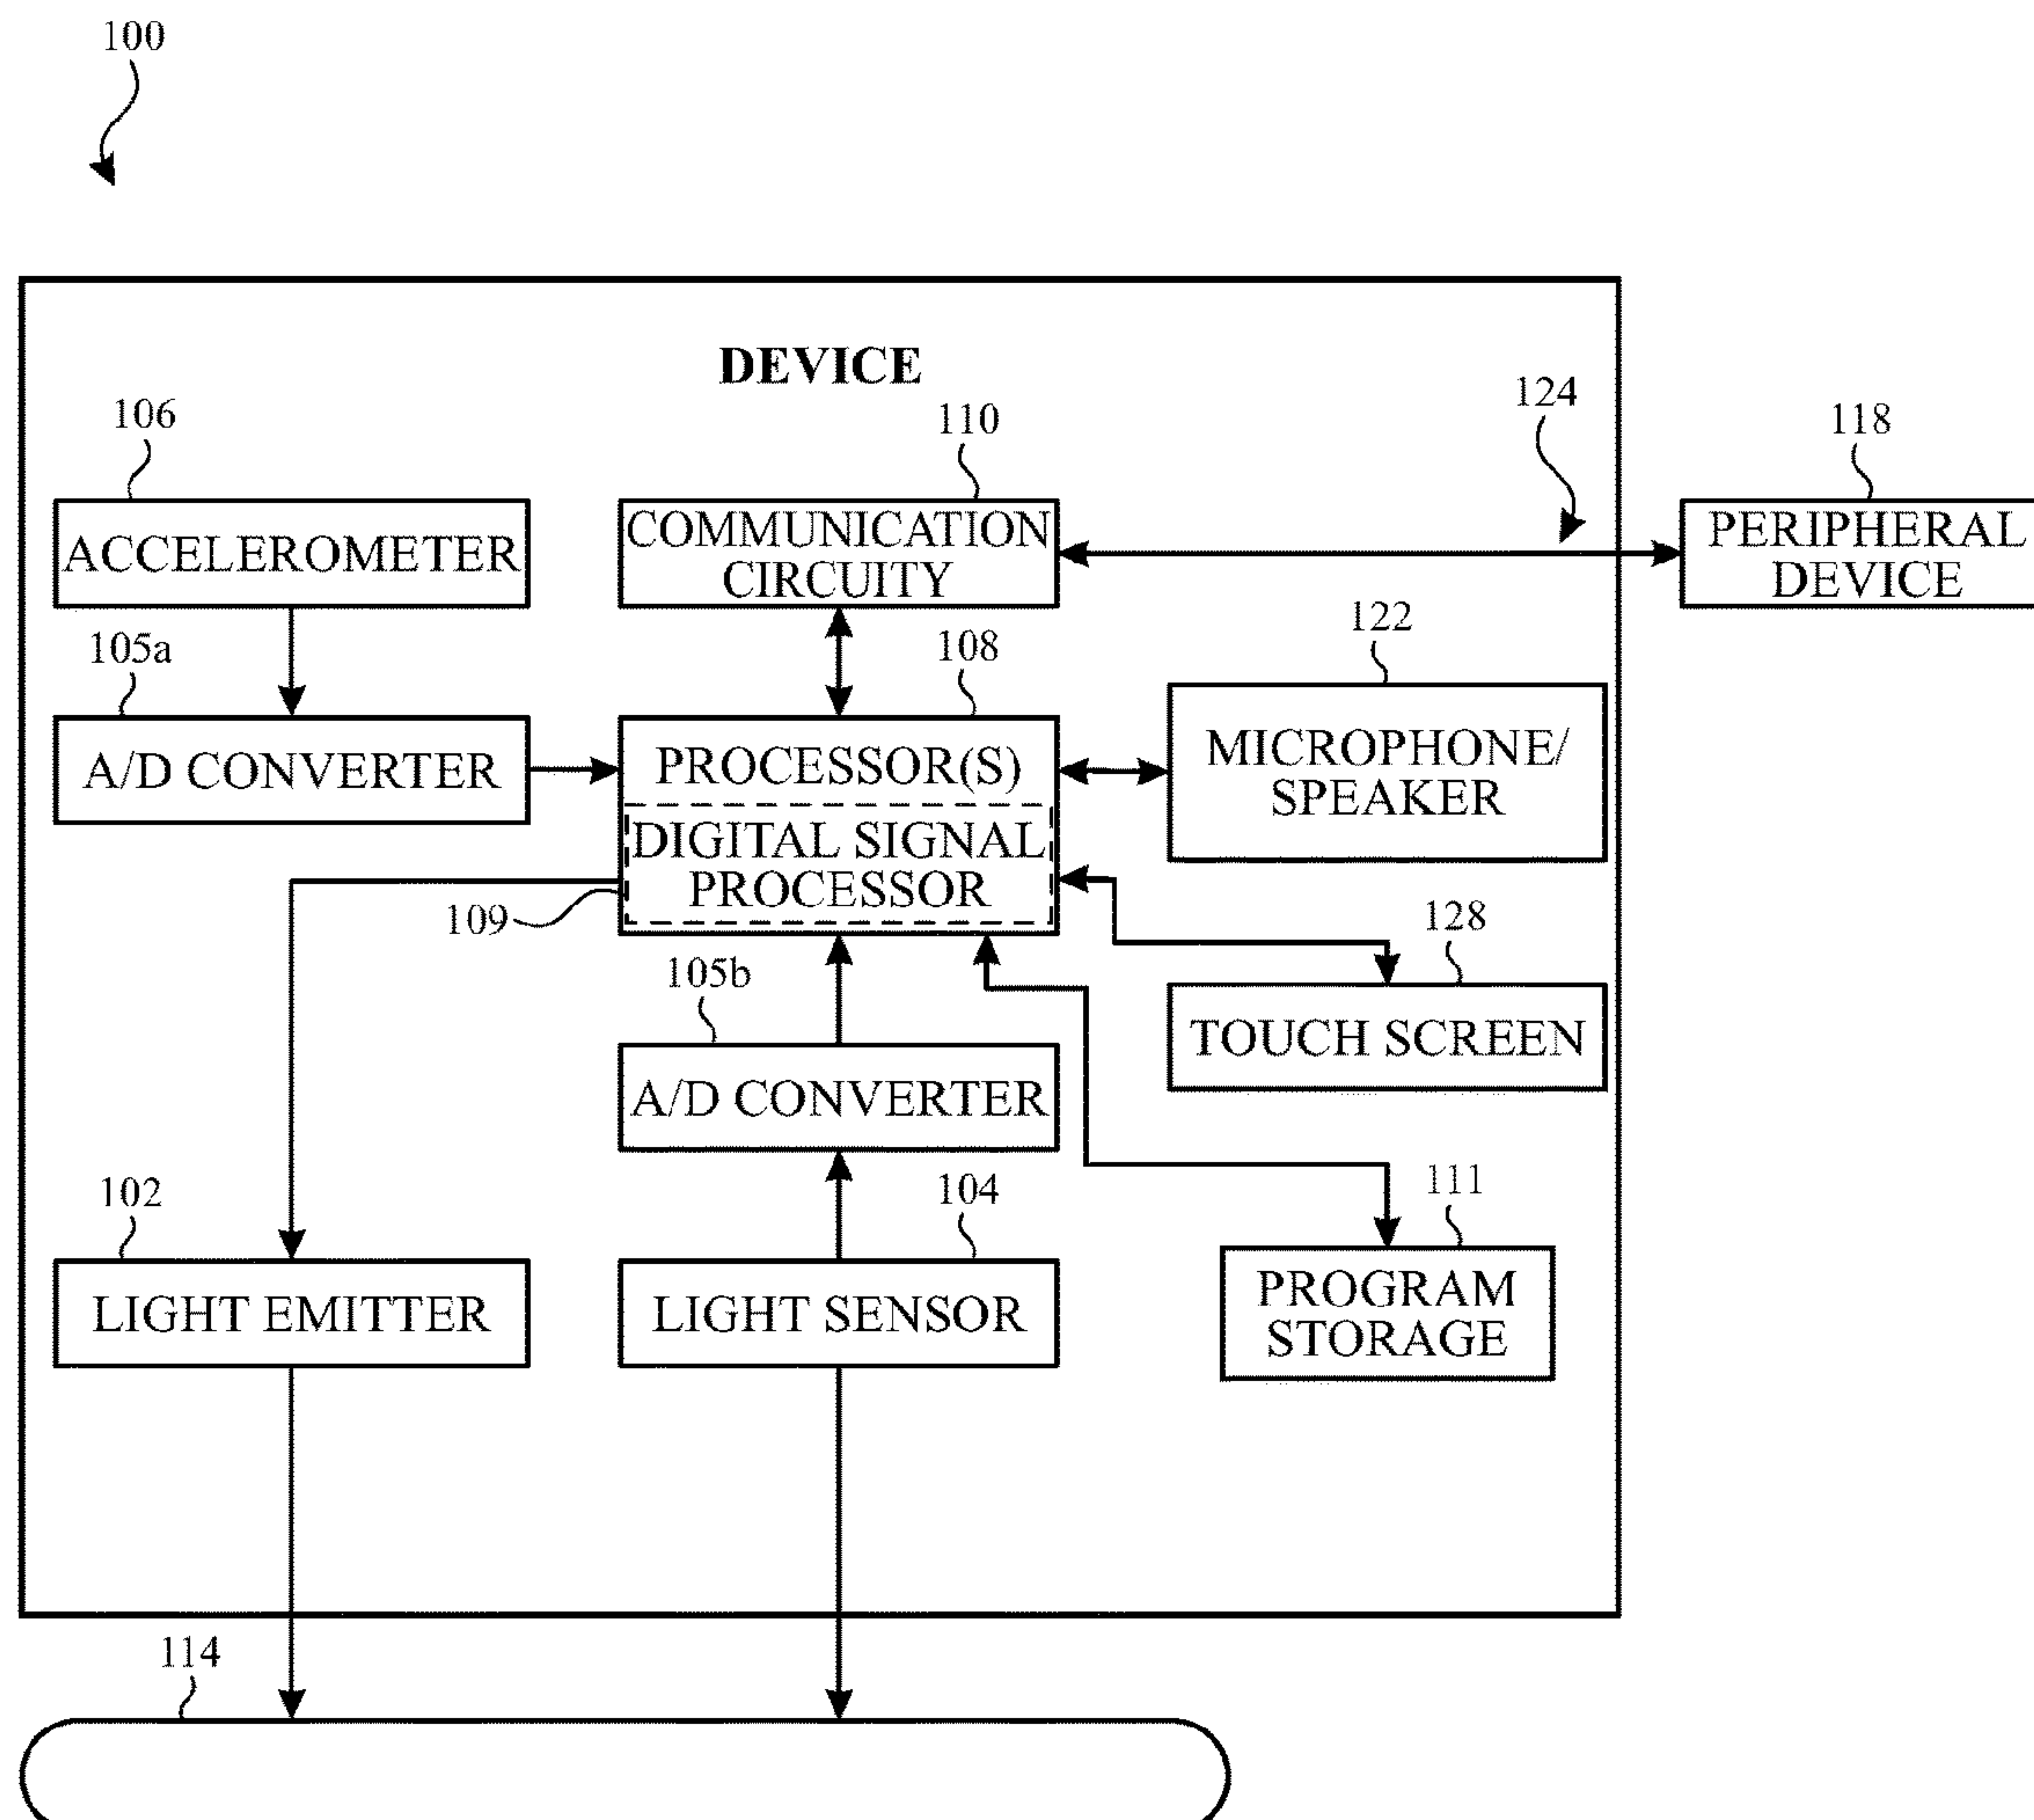 100
DEVICE
124
106
110
118
ACCELEROMETER
COMMUNICATION
CIRCUITY
PERIPHERAL
DEVICE
105a
108
122
A/D CONVERTER
PROCESSOR(S)
MICROPHONE/
SPEAKER
DIGITAL SIGNAL
PROCESSOR
109
128
105b
TOUCH SCREEN
A/D CONVERTER
102
104
111
LIGHT EMITTER
LIGHT SENSOR
PROGRAM
STORAGE
114